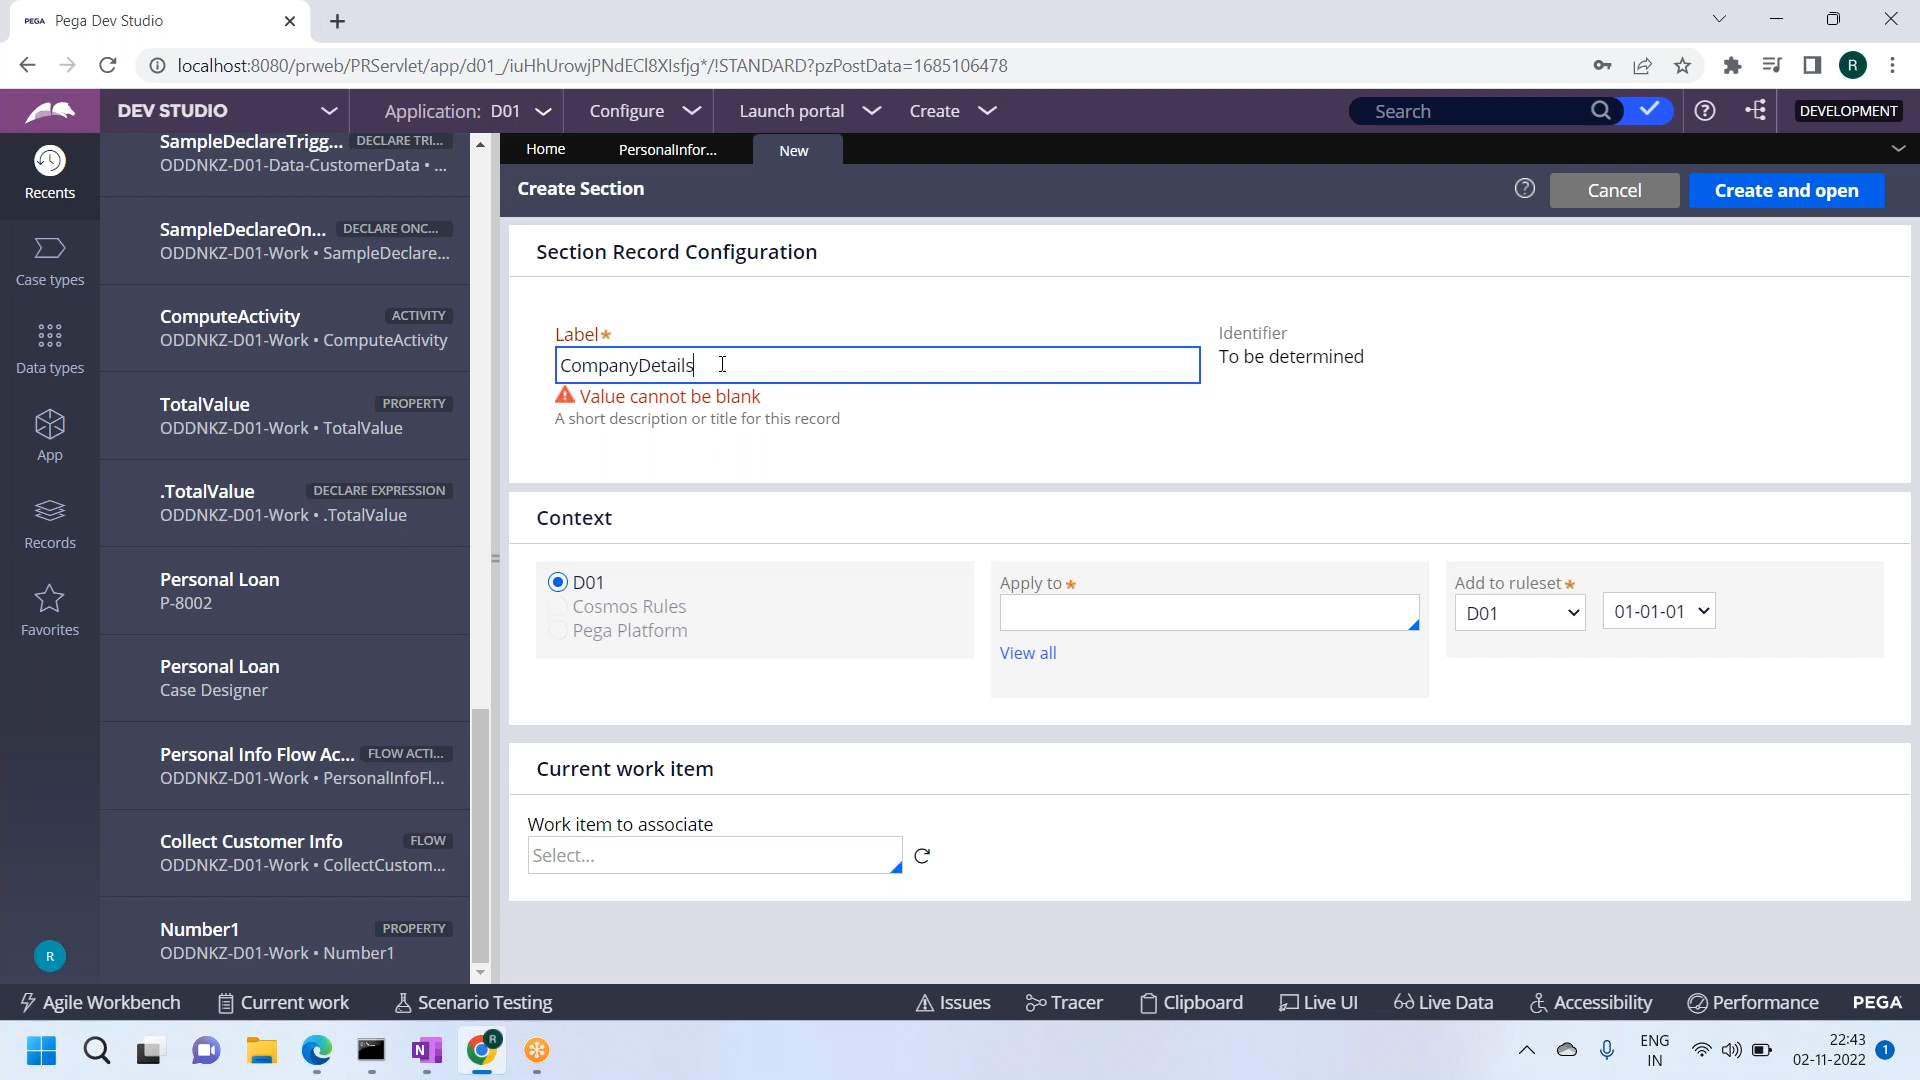 PEGA Pega Dev Studio
localhost:8080/prweb/PRServlet/app/d01_/iuHhUrowjPNdECl8XIsfjg*/!STANDARD?pzPostData=1685106478
R
DEV STUDIO
Application: D01
Configure
Launch portal
Create
Search
DEVELOPMENT
Recents
Case types
Data types
App
Records
Favorites
R
SampleDeclareTrigg... DECLARE TRI...
ODDNKZ-D01-Data-CustomerData • ...
SampleDeclareOn... DECLARE ONC...
ODDNKZ-D01-Work • SampleDeclare...
ComputeActivity ACTIVITY
ODDNKZ-D01-Work • ComputeActivity
TotalValue PROPERTY
ODDNKZ-D01-Work • TotalValue
.TotalValue DECLARE EXPRESSION
ODDNKZ-D01-Work • .TotalValue
Personal Loan
P-8002
Personal Loan
Case Designer
Personal Info Flow Ac... FLOW ACTI...
ODDNKZ-D01-Work • PersonalInfoFl...
Collect Customer Info FLOW
ODDNKZ-D01-Work • CollectCustom...
Number1 PROPERTY
ODDNKZ-D01-Work • Number1
Home
PersonalInfor...
New
Create Section
Cancel
Create and open
Section Record Configuration
Label*
CompanyDetails
Value cannot be blank
A short description or title for this record
Identifier
To be determined
Context
D01
Cosmos Rules
Pega Platform
Apply to *
View all
Add to ruleset *
D01
01-01-01
Current work item
Work item to associate
Select...
Agile Workbench
Current work
Scenario Testing
Issues
Tracer
Clipboard
Live UI
Live Data
Accessibility
Performance
PEGA
R
ENG
IN
22:43
02-11-2022
1